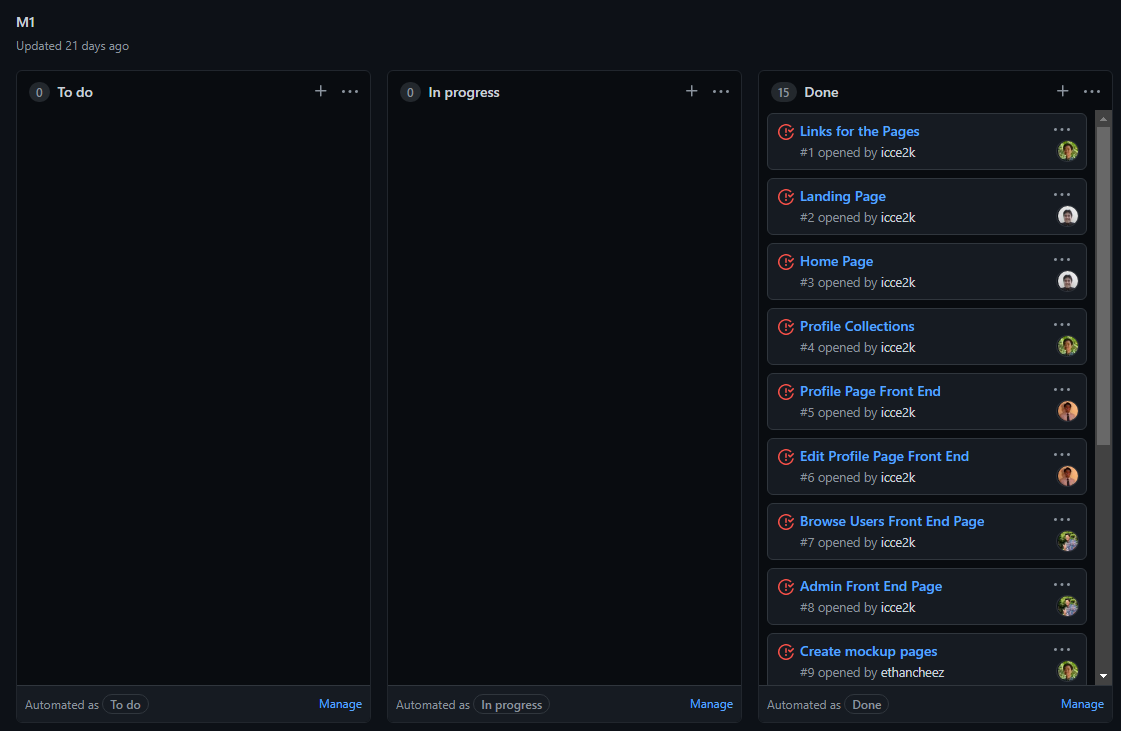 M1
Updated 21 days ago
0 To do
Automated as To do Manage
0 In progress
Automated as In progress Manage
15 Done
Links for the Pages
#1 opened by icce2k
Landing Page
#2 opened by icce2k
Home Page
#3 opened by icce2k
Profile Collections
#4 opened by icce2k
Profile Page Front End
#5 opened by icce2k
Edit Profile Page Front End
#6 opened by icce2k
Browse Users Front End Page
#7 opened by icce2k
Admin Front End Page
#8 opened by icce2k
Create mockup pages
#9 opened by ethancheez
Automated as Done Manage